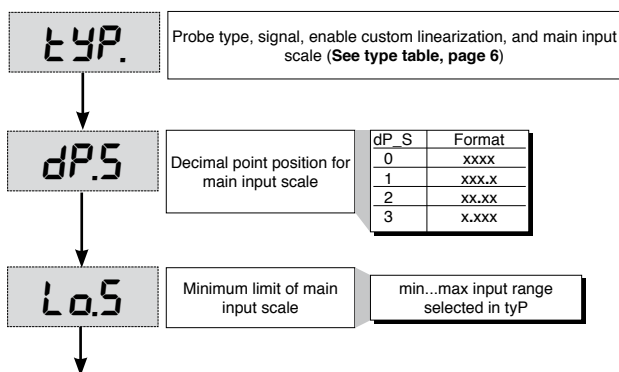 tYP.
Probe type, signal, enable custom linearization, and main input
scale (See type table, page 6)
dP.S
Decimal point position for
main input scale
dP_S Format
0 xxxx
1 xxx.x
2 xx.xx
3 x.xxx
Lo.S
Minimum limit of main
input scale
min...max input range
selected in tyP